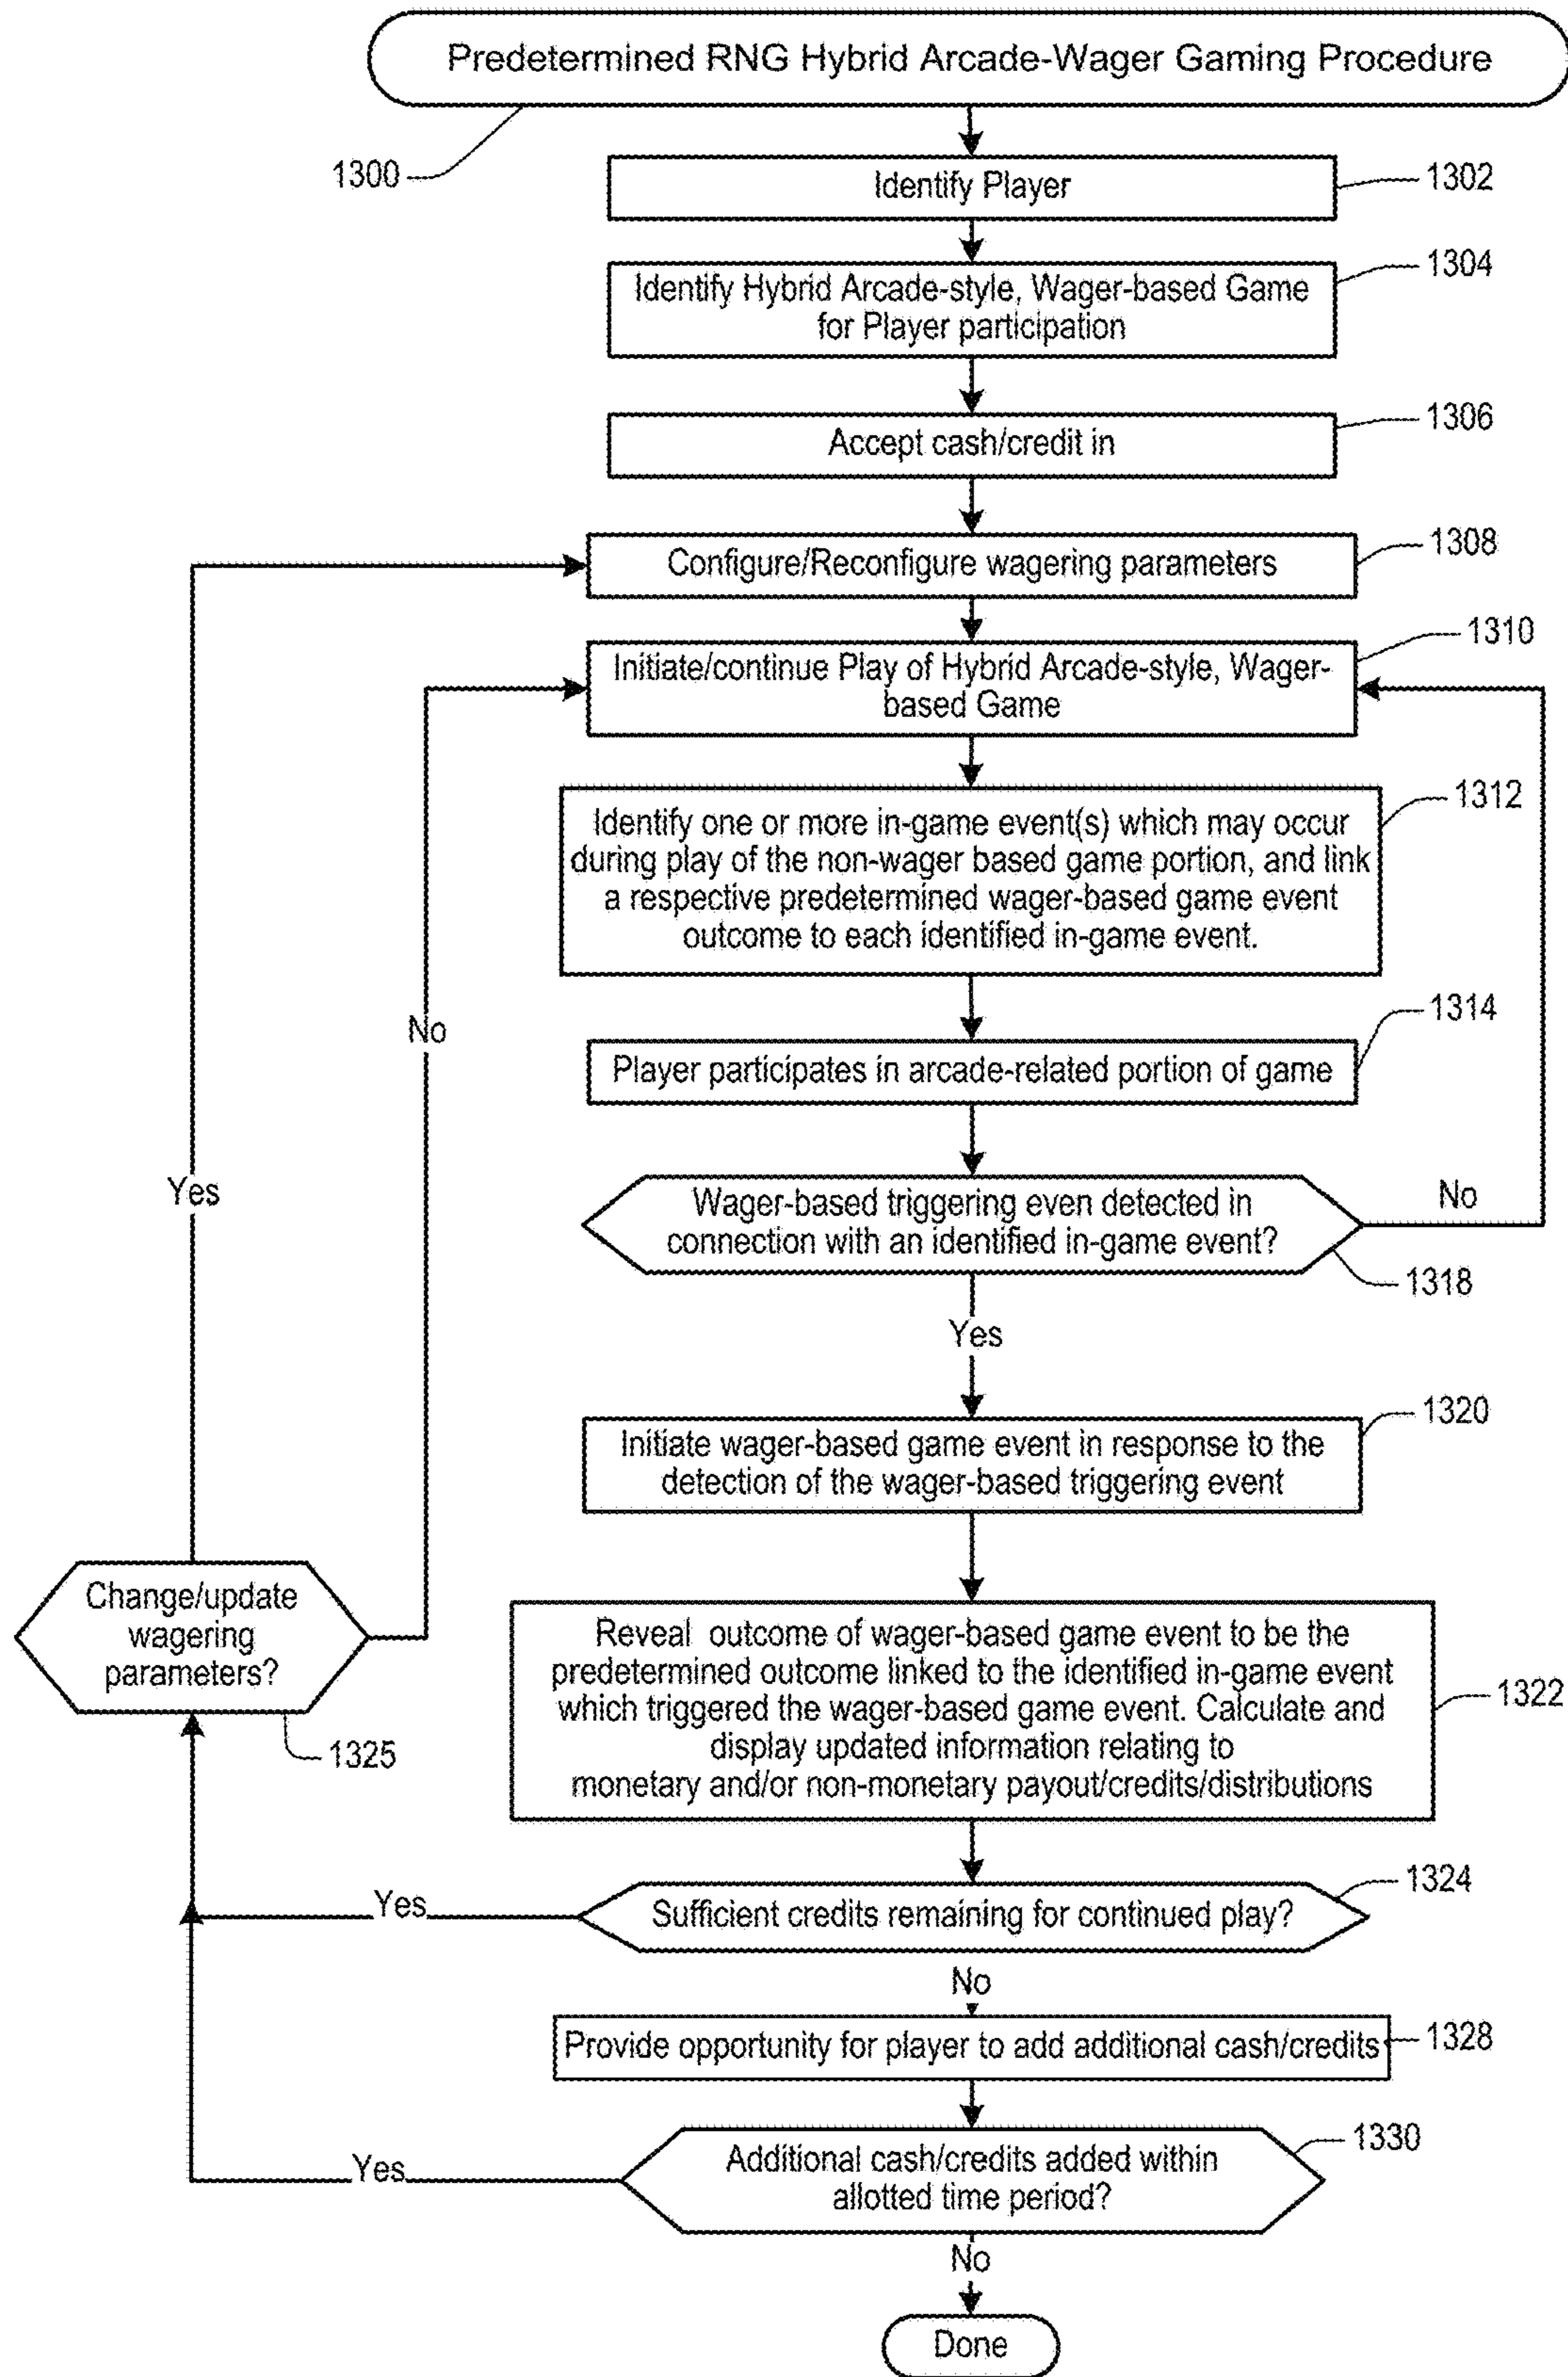 Predetermined RNG Hybrid Arcade-Wager Gaming Procedure
1300
Identify Player
1302
Identify Hybrid Arcade-style, Wager-based Game
for Player participation
1304
Accept cash/credit in
1306
Configure/Reconfigure wagering parameters
1308
Initiate/continue Play of Hybrid Arcade-style, Wager-
based Game
1310
Identify one or more in-game event(s) which may occur
during play of the non-wager based game portion, and link
a respective predetermined wager-based game event
outcome to each identified in-game event.
1312
No
Player participates in arcade-related portion of game
1314
Yes
Wager-based triggering even detected in
connection with an identified in-game event?
No
1318
Yes
Initiate wager-based game event in response to the
detection of the wager-based triggering event
1320
Change/update
wagering
parameters?
1325
Reveal outcome of wager-based game event to be the
predetermined outcome linked to the identified in-game event
which triggered the wager-based game event. Calculate and
display updated information relating to
monetary and/or non-monetary payout/credits/distributions
1322
Yes
Sufficient credits remaining for continued play?
1324
No
Provide opportunity for player to add additional cash/credits
1328
Yes
Additional cash/credits added within
allotted time period?
1330
No
Done